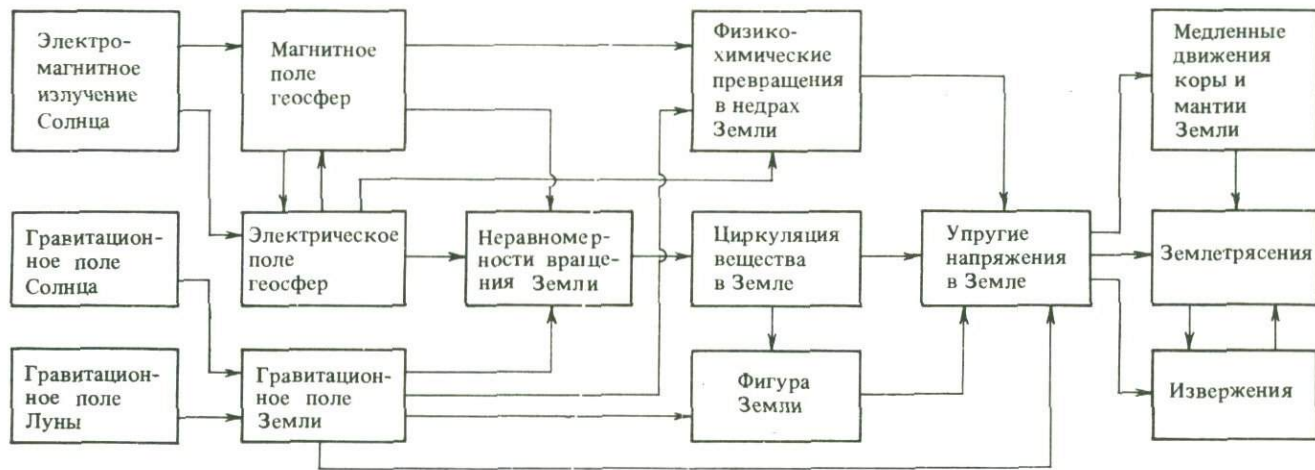 Электро-
магнитное
излучение
Солнца
Магнитное
поле
геосфер
Физико-
химические
превращения
в недрах
Земли
Медленные
движения
коры и
мантии
Земли
Гравитацион-
ное поле
Солнца
Электрическое
поле
геосфер
Неравномер-
ности враще-
ния Земли
Циркуляция
вещества
в Земле
Упругие
напряжения
в Земле
Землетрясения
Гравитацион-
ное поле
Луны
Гравитацион-
ное поле
Земли
Фигура
Земли
Извержения